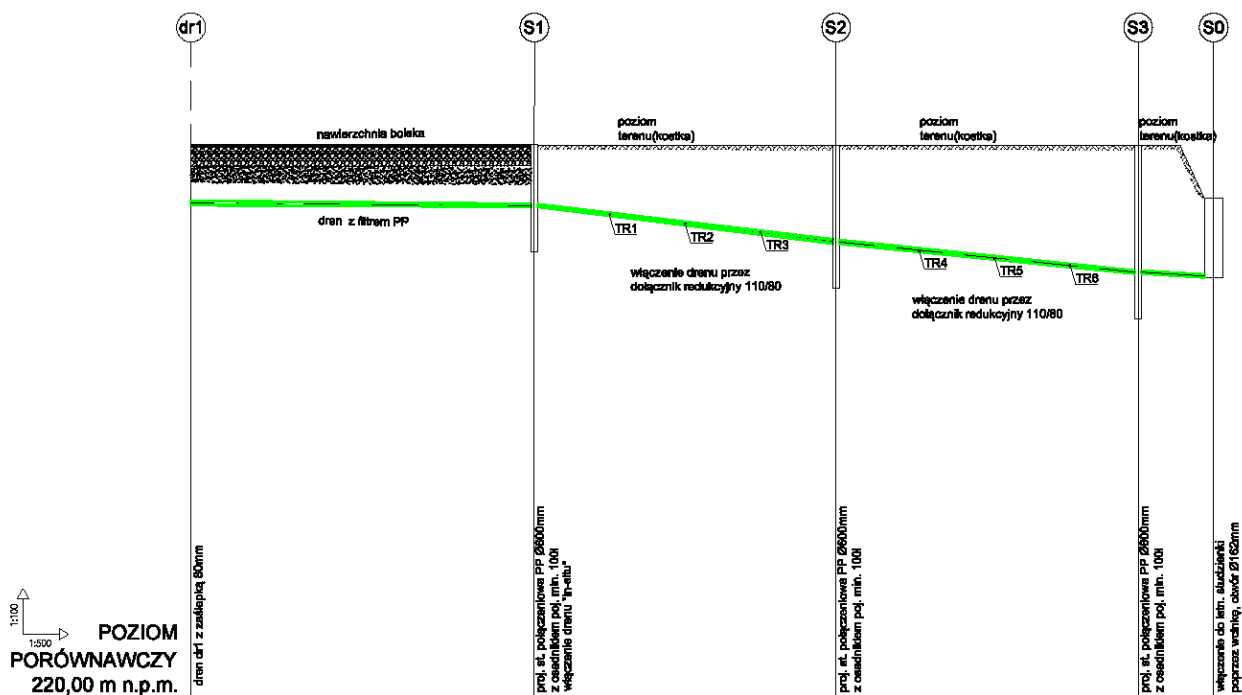 dr1
S1
S2
S3
S0
nawierzchnia boiska
poziom
terenu(kostka)
poziom
terenu(kostka)
poziom
terenu(kostka)
dren z filtrem PP
TR1
TR2
TR3
TR4
TR5
TR6
włączenie drenu przez
dołącznik redukcyjny 110/80
włączenie drenu przez
dołącznik redukcyjny 110/80
dren dr1 z zaślepką 80mm
proj. st. połączeniowa PP Ø600mm
z osadnikiem poj. min. 100l
włączenie drenu "in-situ"
proj. st. połączeniowa PP Ø600mm
z osadnikiem poj. min. 100l
proj. st. połączeniowa PP Ø600mm
z osadnikiem poj. min. 100l
włączenie do istn. studzienki
poprzez wcinkę, otwór Ø162mm
1:100
1:500
POZIOM
PORÓWNAWCZY
220,00 m n.p.m.